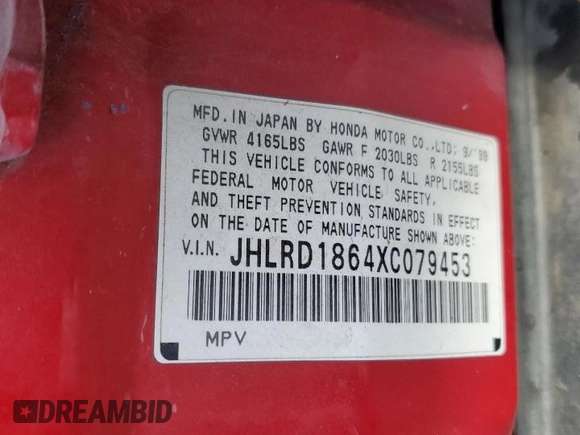 MFD.IN JAPAN BY HONDA MOTOR CO.,LTD: 9/'99
GVWR 4165LBS GAWR F 2030LBS R 2155LBS
THIS VEHICLE CONFORMS TO ALL APPLICABLE
FEDERAL MOTOR VEHICLE SAFETY,
AND THEFT PREVENTION STANDARDS IN EFFECT
ON THE DATE OF MANUFACTURE SHOWN ABOVE:
V.I.N. JHLRD1864XC079453
MPV
DREAMBID